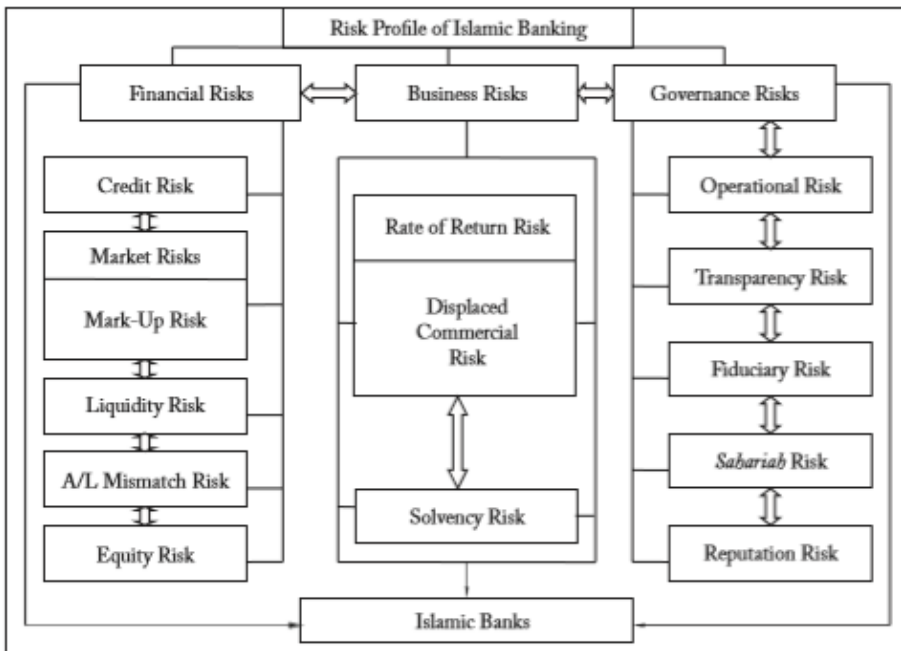 Risk Profile of Islamic Banking
Financial Risks
Business Risks
Governance Risks
Credit Risk
Market Risks
Mark-Up Risk
Liquidity Risk
A/L Mismatch Risk
Equity Risk
Rate of Return Risk
Displaced
Commercial
Risk
Solvency Risk
Operational Risk
Transparency Risk
Fiduciary Risk
Sahariah Risk
Reputation Risk
Islamic Banks